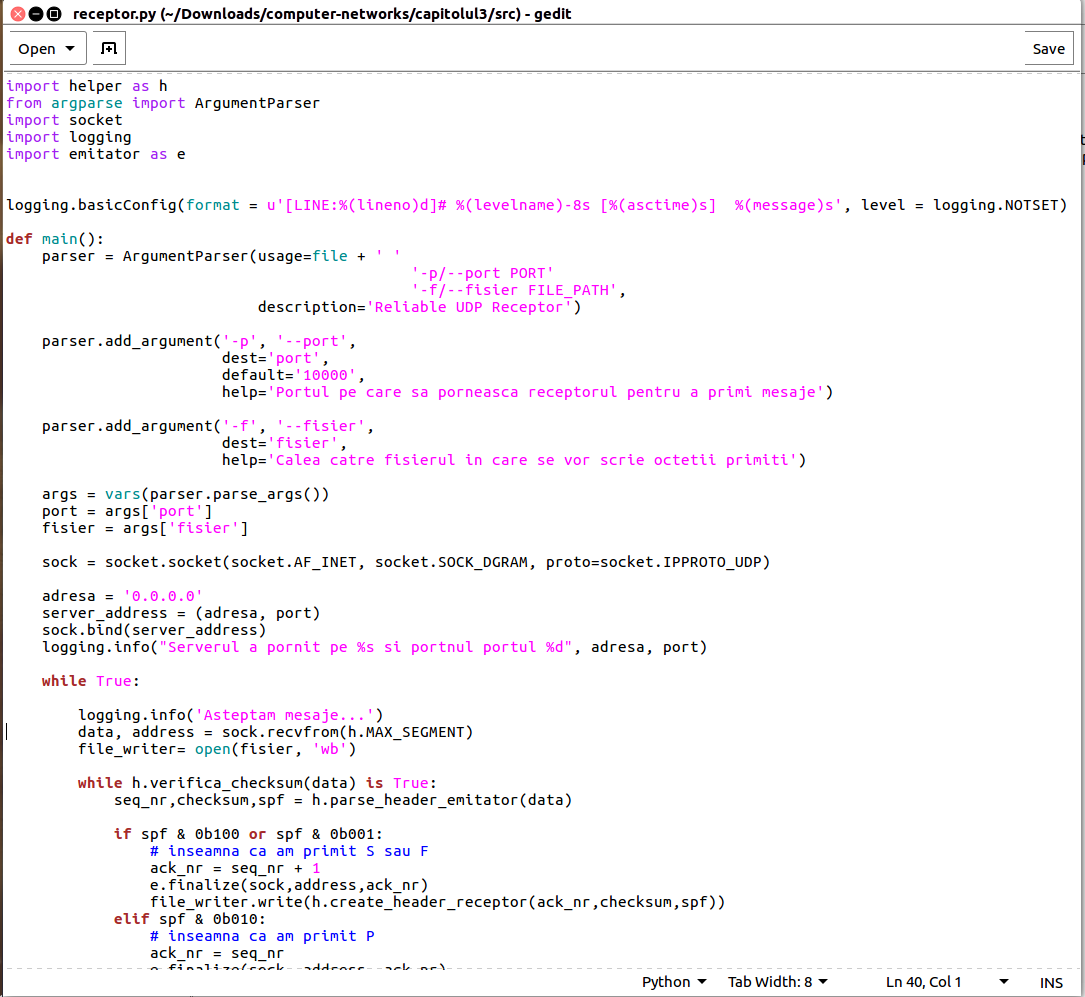 receptor.py (~/Downloads/computer-networks/capitolul3/src) - gedit
Open Save
import helper as h
from argparse import ArgumentParser
import socket
import logging
import emitator as e
logging.basicConfig(format = u'[LINE:%(lineno)d]# %(levelname)-8s [%(asctime)s]  %(message)s', level = logging.NOTSET)
def main():
    parser = ArgumentParser(usage=file + ' '
                                             '-p/--port PORT'
                                             '-f/--fisier FILE_PATH',
                            description='Reliable UDP Receptor')
    parser.add_argument('-p', '--port',
                        dest='port',
                        default='10000',
                        help='Portul pe care sa porneasca receptorul pentru a primi mesaje')
    parser.add_argument('-f', '--fisier',
                        dest='fisier',
                        help='Calea catre fisierul in care se vor scrie octetii primiti')
    args = vars(parser.parse_args())
    port = args['port']
    fisier = args['fisier']
    sock = socket.socket(socket.AF_INET, socket.SOCK_DGRAM, proto=socket.IPPROTO_UDP)
    adresa = '0.0.0.0'
    server_address = (adresa, port)
    sock.bind(server_address)
    logging.info("Serverul a pornit pe %s si portnul portul %d", adresa, port)
    while True:
        logging.info('Asteptam mesaje...')
        data, address = sock.recvfrom(h.MAX_SEGMENT)
        file_writer= open(fisier, 'wb')
        while h.verifica_checksum(data) is True:
            seq_nr,checksum,spf = h.parse_header_emitator(data)
            if spf & 0b100 or spf & 0b001:
                # inseamna ca am primit S sau F
                ack_nr = seq_nr + 1
                e.finalize(sock,address,ack_nr)
                file_writer.write(h.create_header_receptor(ack_nr,checksum,spf))
            elif spf & 0b010:
                # inseamna ca am primit P
                ack_nr = seq_nr
                e.finalize(sock, address, ack_nr)
Python Tab Width: 8 Ln 40, Col 1 INS